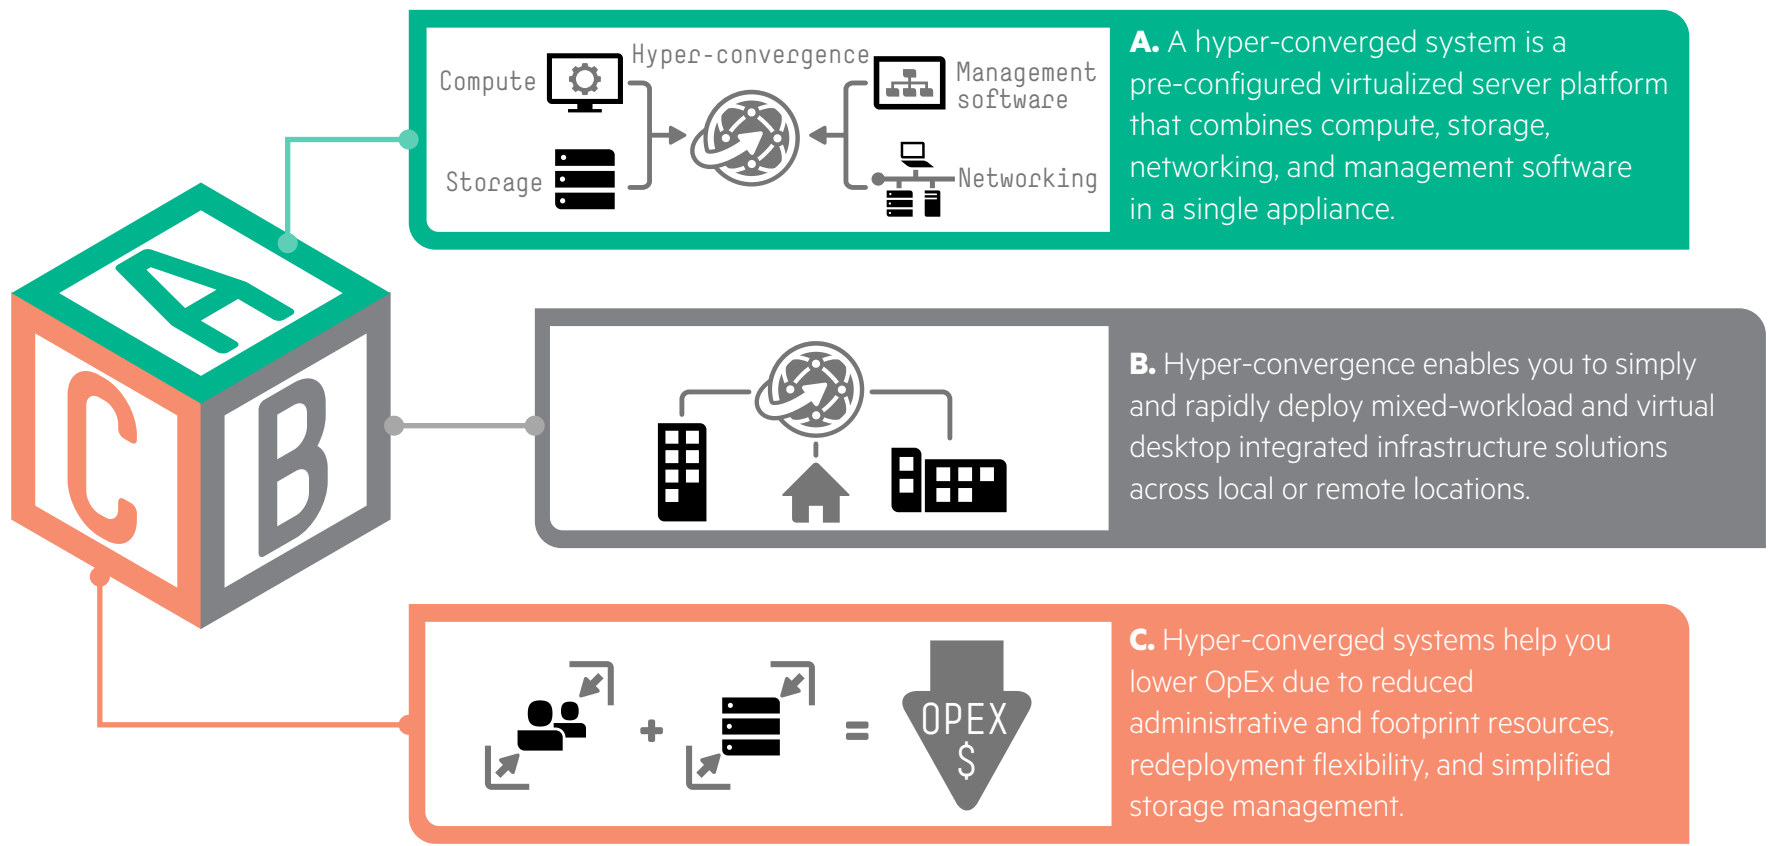 Hyper-convergence
Compute
Management
software
Storage
Networking
A. A hyper-converged system is a
pre-configured virtualized server platform
that combines compute, storage,
networking, and management software
in a single appliance.
A
C
B
B. Hyper-convergence enables you to simply
and rapidly deploy mixed-workload and virtual
desktop integrated infrastructure solutions
across local or remote locations.
+
=
OPEX
$
C. Hyper-converged systems help you
lower OpEx due to reduced
administrative and footprint resources,
redeployment flexibility, and simplified
storage management.